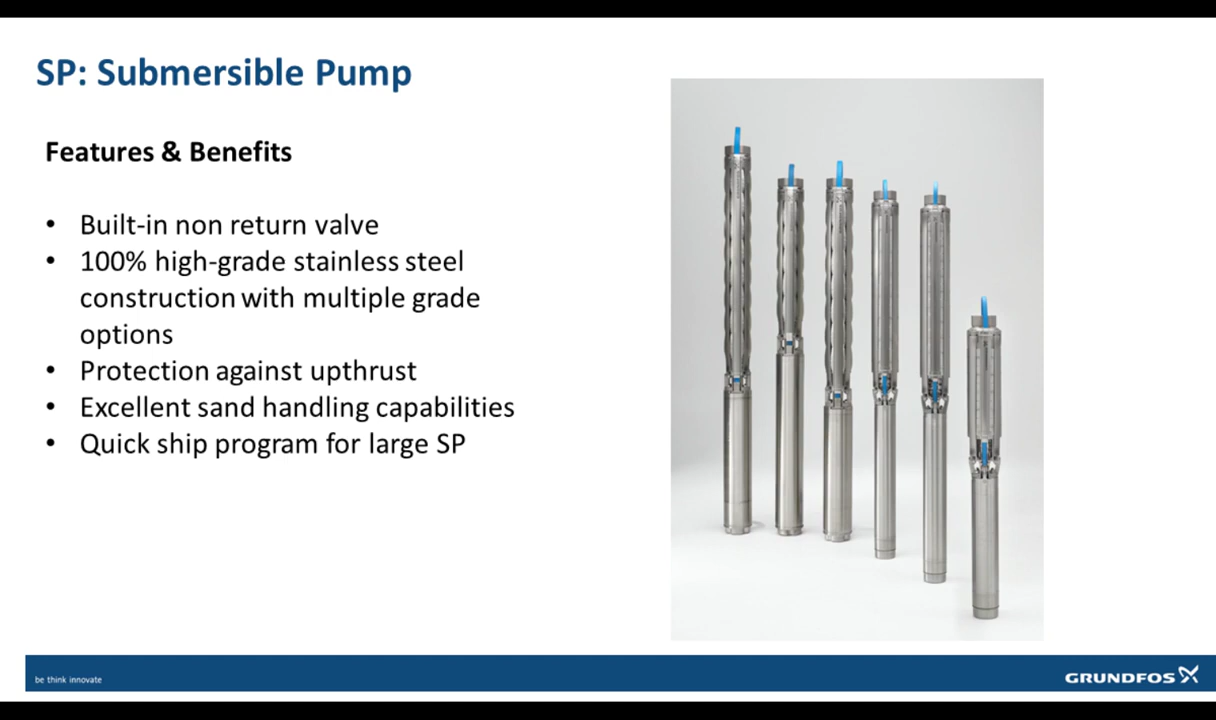 SP: Submersible Pump
Features & Benefits
• Built-in non return valve
• 100% high-grade stainless steel
construction with multiple grade
options
• Protection against upthrust
• Excellent sand handling capabilities
• Quick ship program for large SP
be think innovate
GRUNDFOS